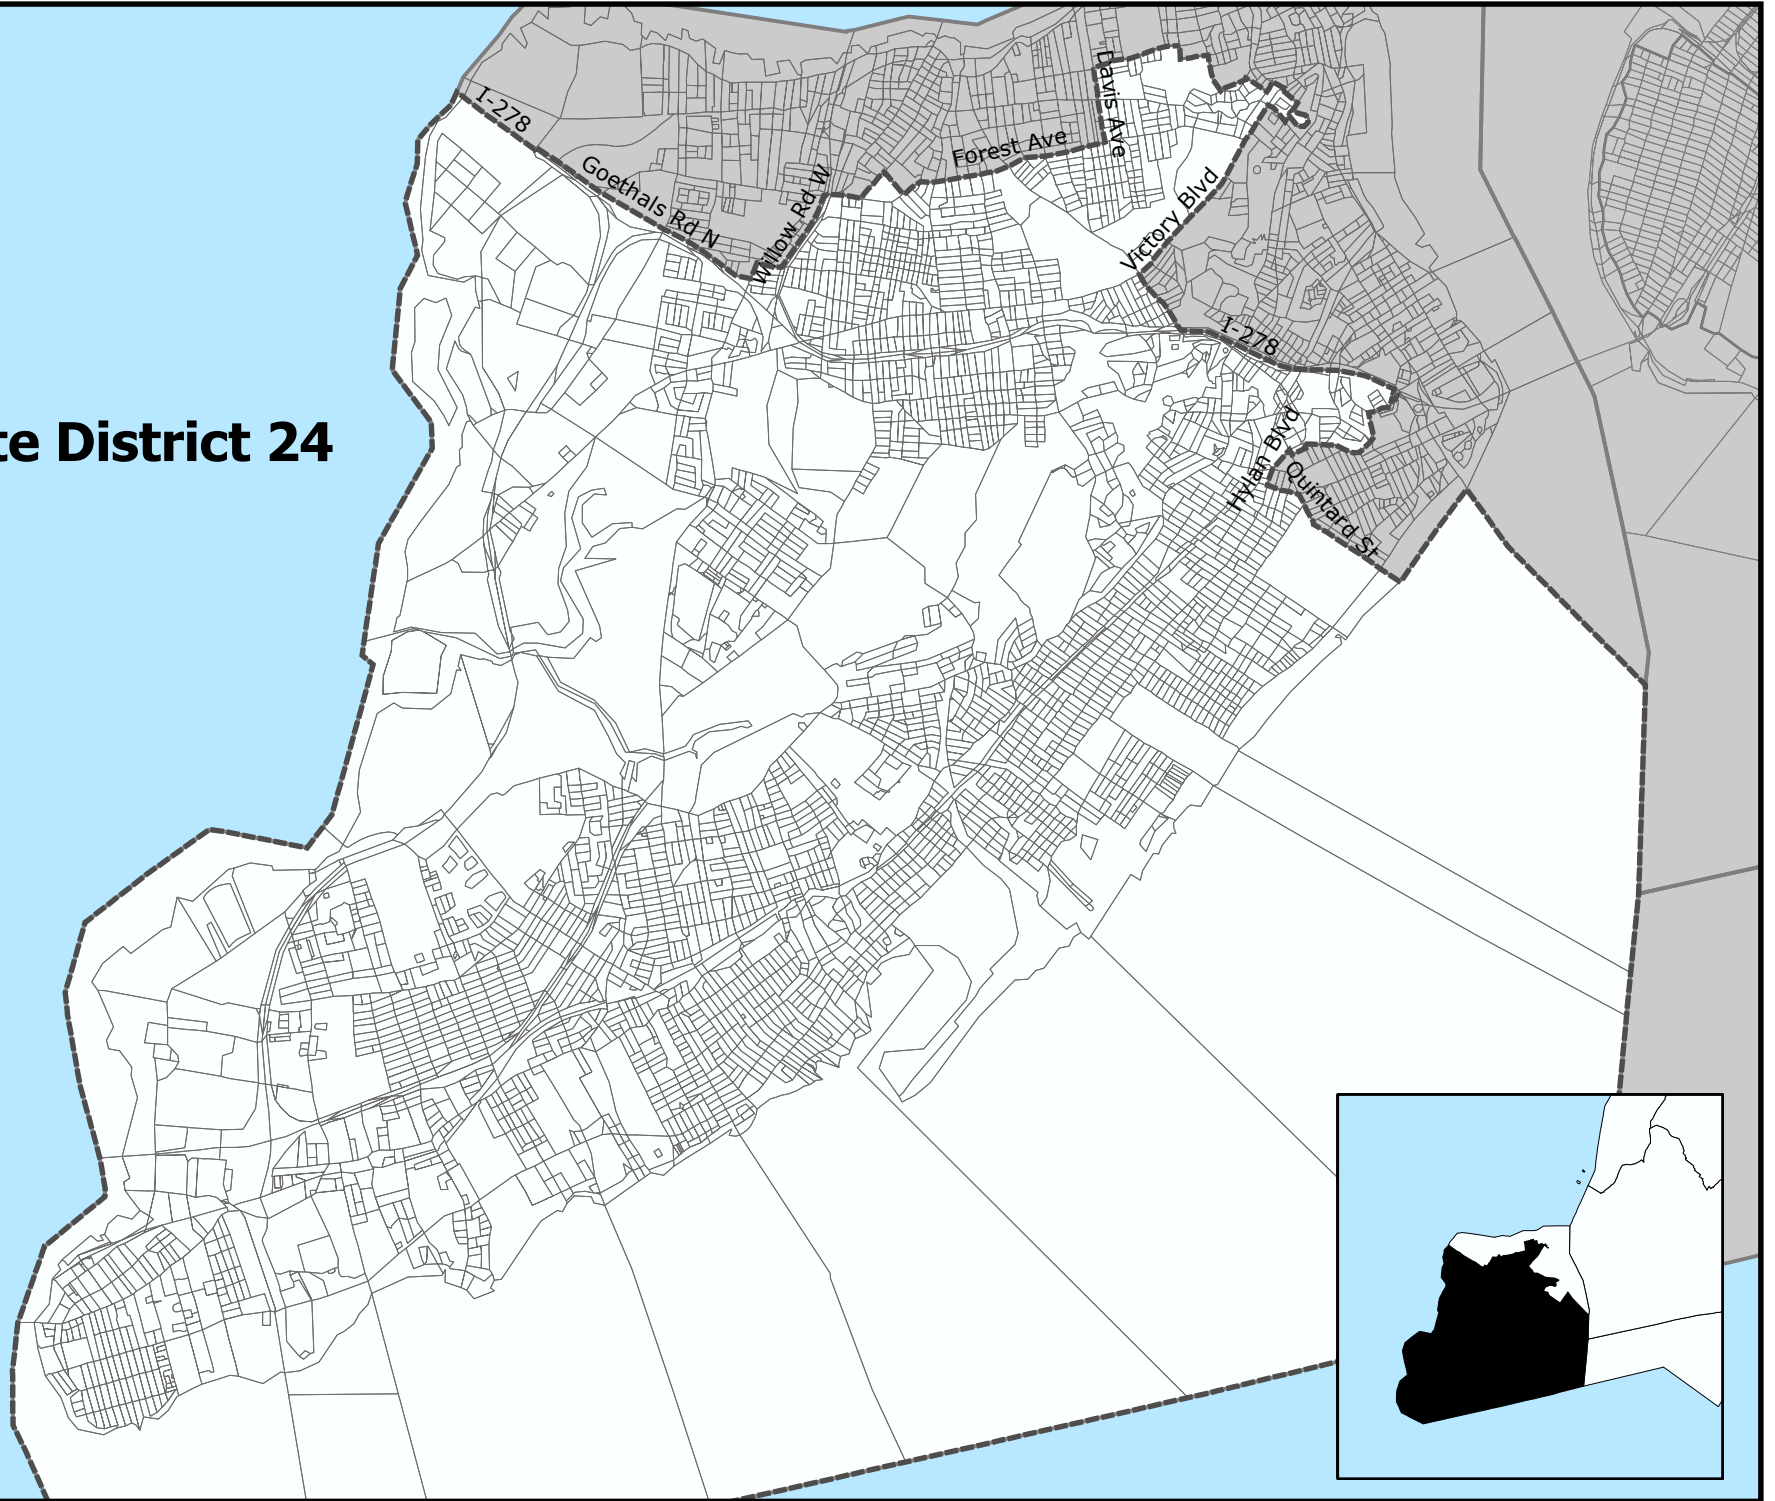 I-278
Goethals Rd N
Willow Rd W
Forest Ave
Davis Ave
Victory Blvd
I-278
te District 24
Hylan Blvd
Quintard St